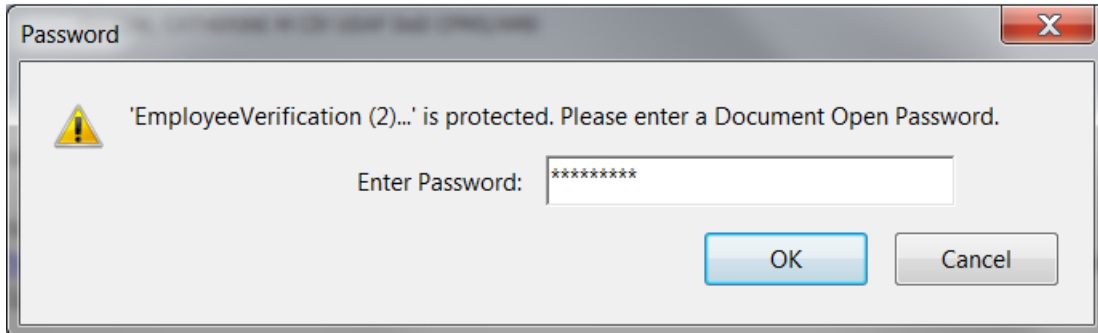 Password
X
'EmployeeVerification (2)...' is protected. Please enter a Document Open Password.
Enter Password: *********
OK Cancel